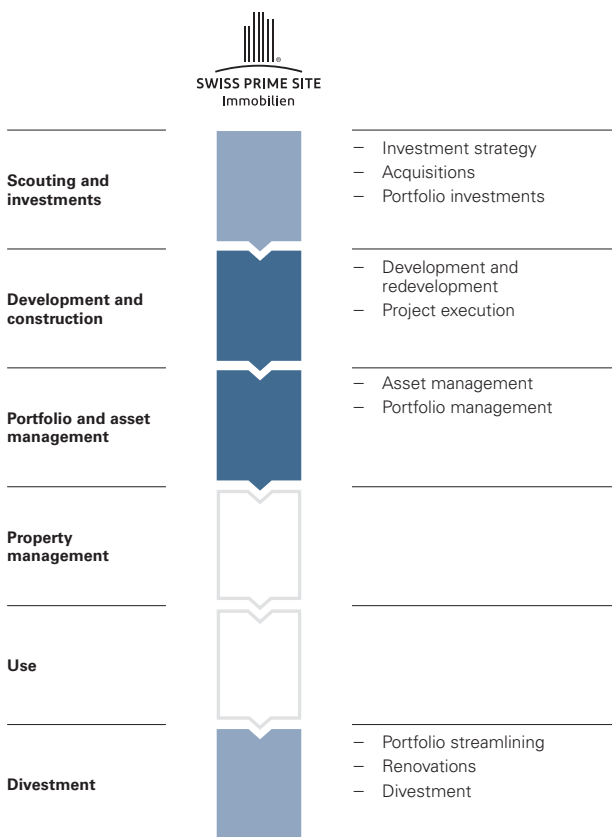 SWISS PRIME SITE
Immobilien
Scouting and
investments
– Investment strategy
– Acquisitions
– Portfolio investments
Development and
construction
– Development and
redevelopment
– Project execution
Portfolio and asset
management
– Asset management
– Portfolio management
Property
management
Use
Divestment
– Portfolio streamlining
– Renovations
– Divestment